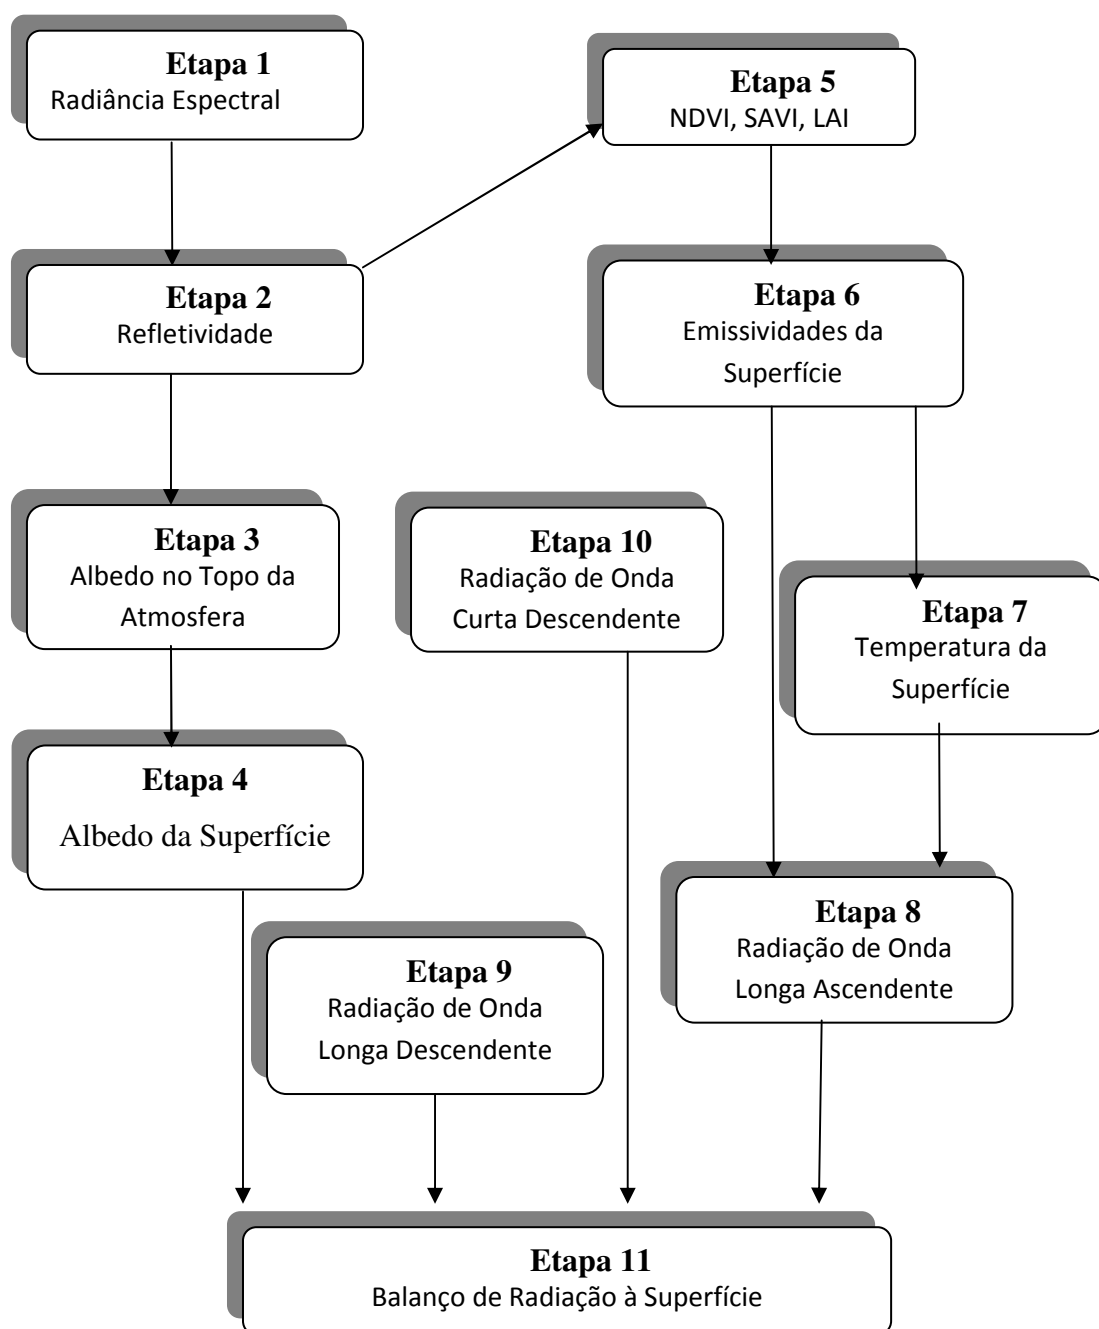 Etapa 1
Radiância Espectral
Etapa 5
NDVI, SAVI, LAI
Etapa 2
Refletividade
Etapa 6
Emissividades da
Superfície
Etapa 3
Albedo no Topo da
Atmosfera
Etapa 10
Radiação de Onda
Curta Descendente
Etapa 7
Temperatura da
Superfície
Etapa 4
Albedo da Superfície
Etapa 8
Radiação de Onda
Longa Ascendente
Etapa 9
Radiação de Onda
Longa Descendente
Etapa 11
Balanço de Radiação à Superfície